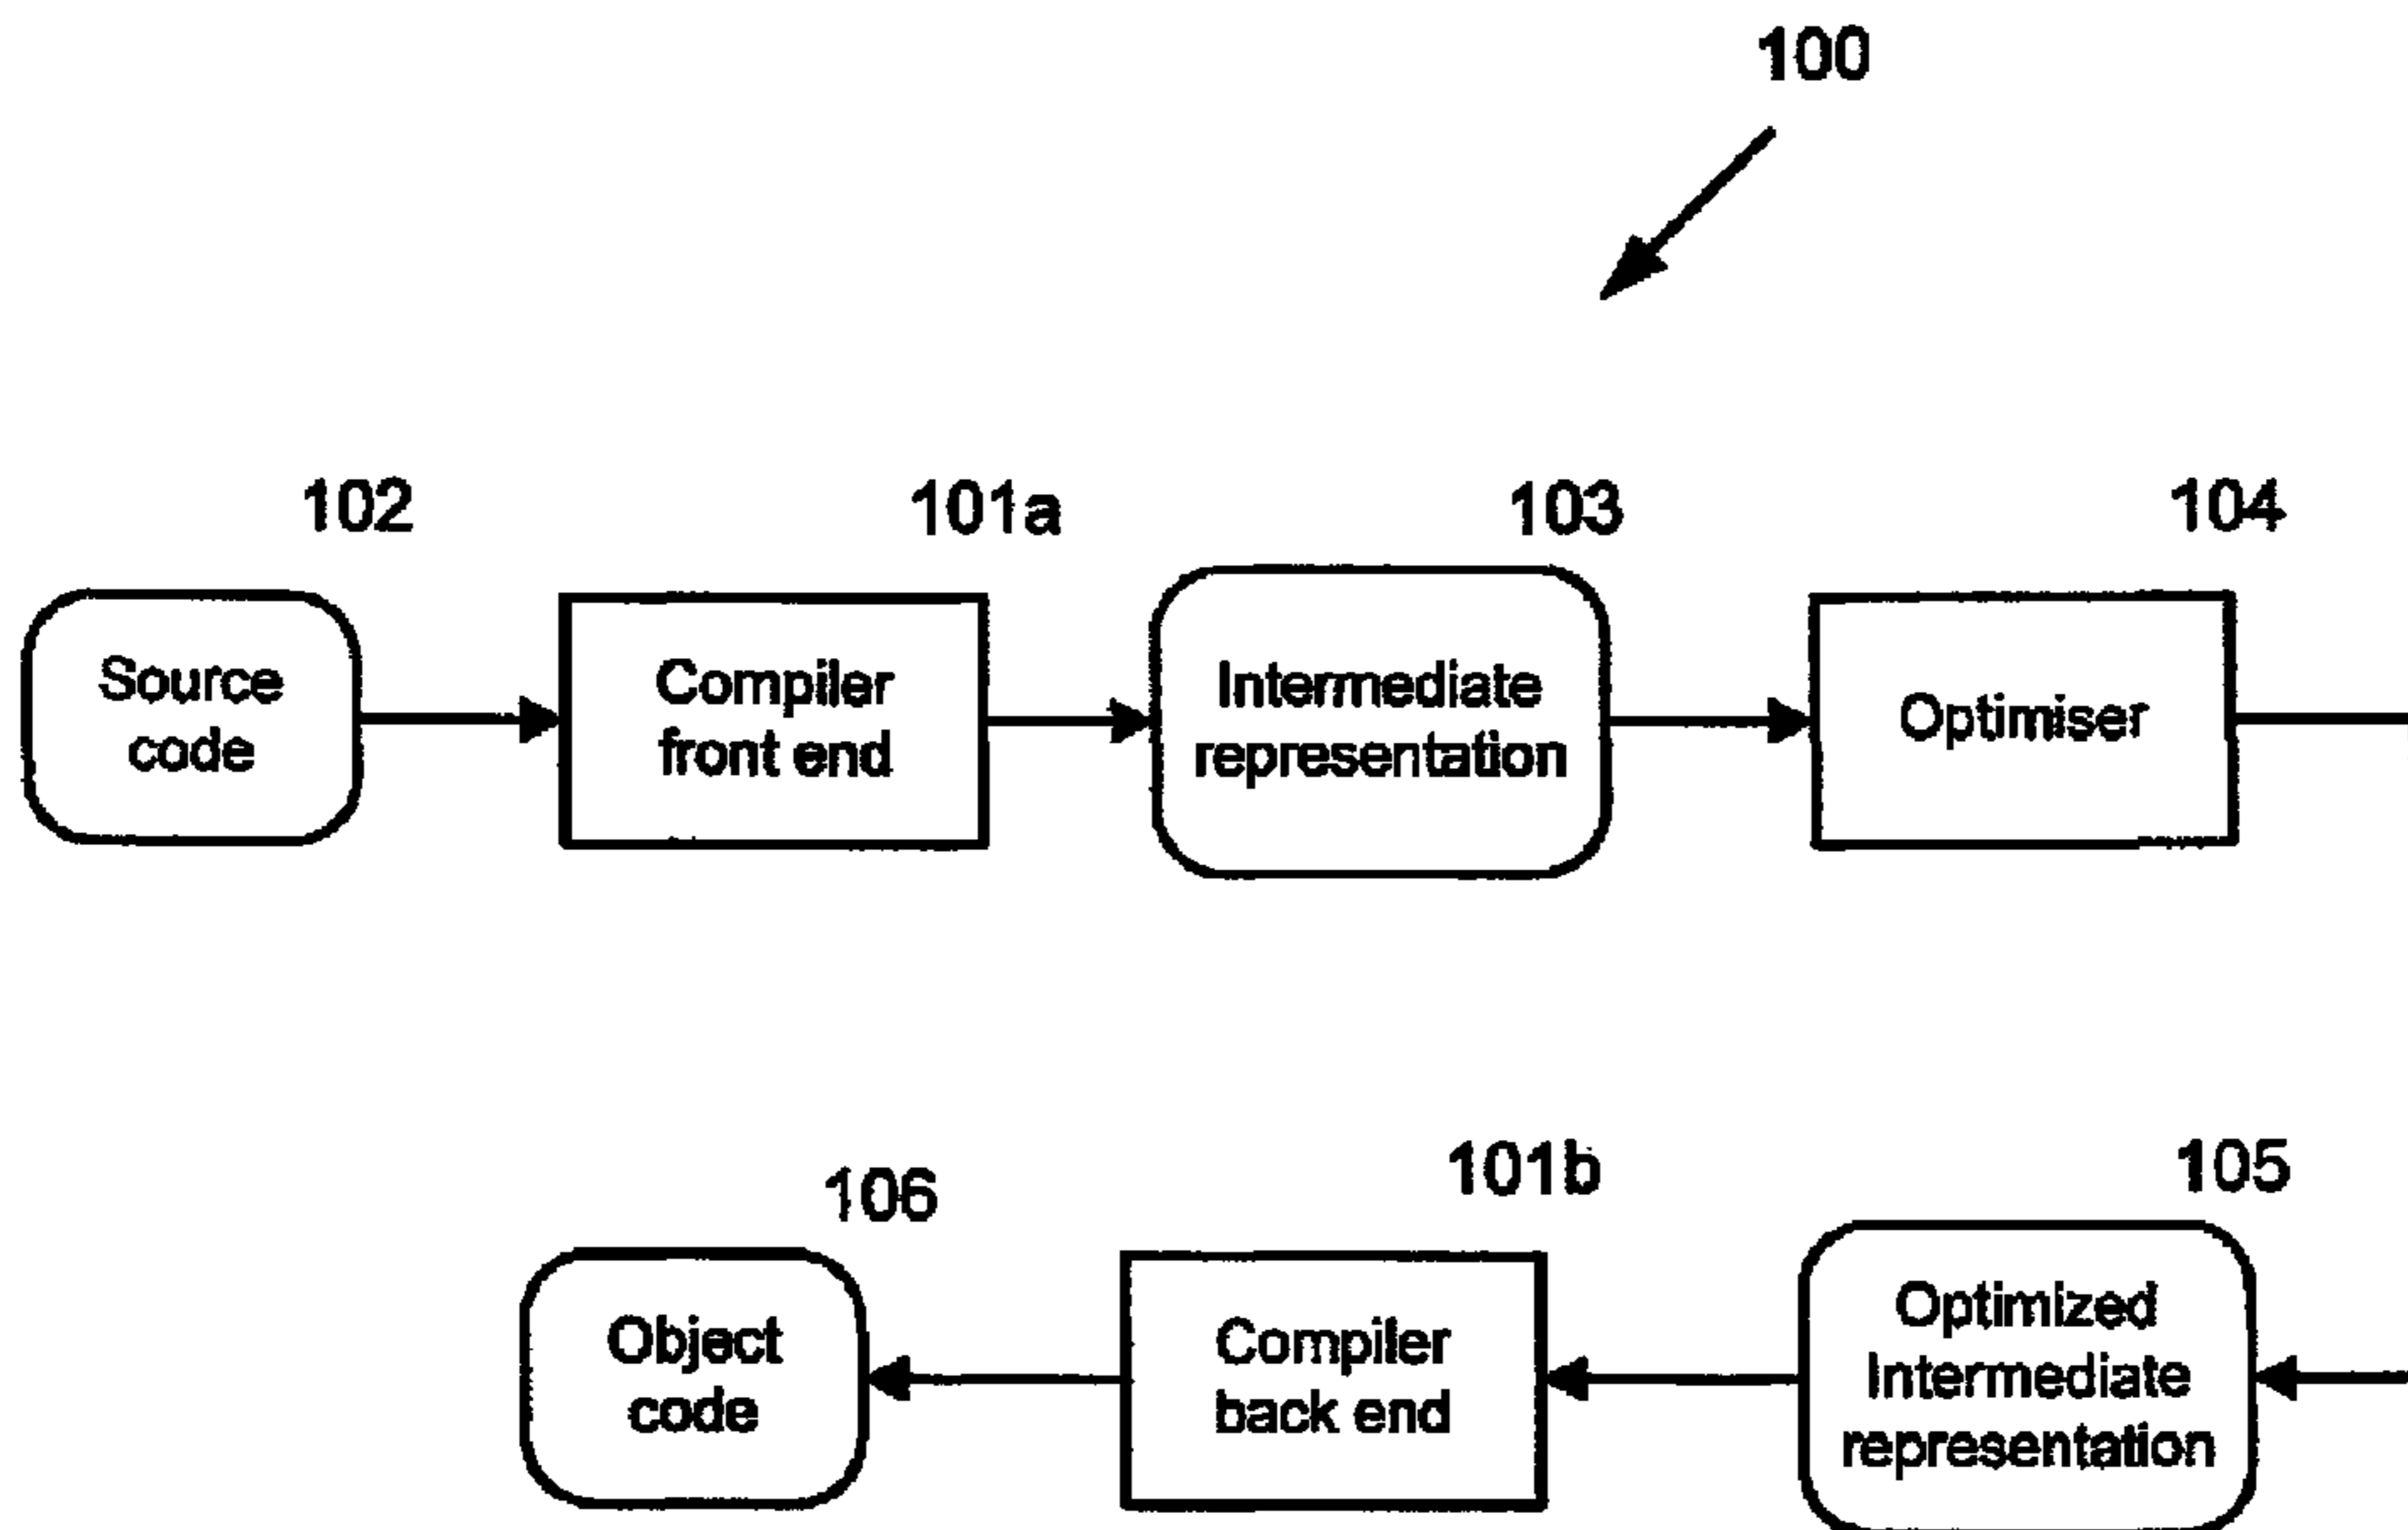 100
102
101a
103
104
Source
code
Compiler
front end
Intermediate
representation
Optimiser
106
101b
105
Object
code
Compiler
back end
Optimized
Intermediate
representation